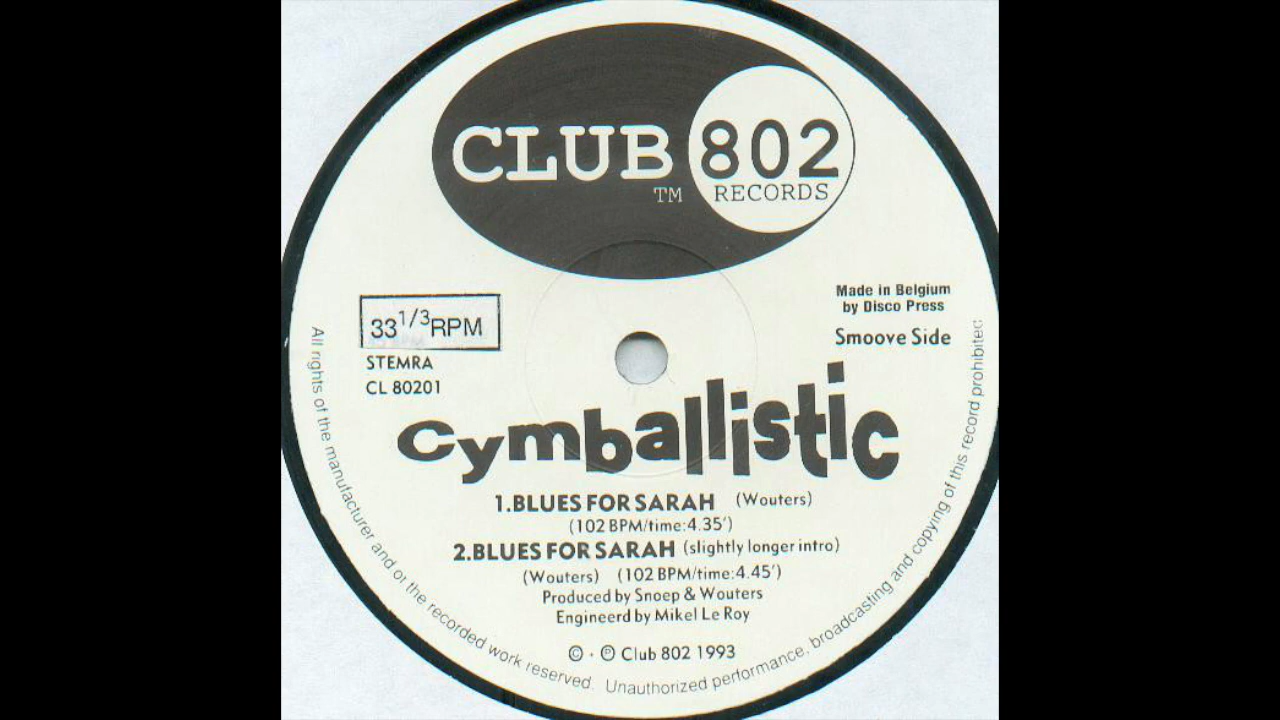 CLUB 802
TM RECORDS
Made in Belgium
by Disco Press
Smoove Side
33 1/3 RPM
STEMRA
CL 80201
Cymballistic
1.BLUES FOR SARAH (Wouters)
(102 BPM/time:4.35')
2.BLUES FOR SARAH (slightly longer intro)
(Wouters) (102 BPM/time:4.45')
Produced by Snoep & Wouters
Engineerd by Mikel Le Roy
© · ℗ Club 802 1993
All rights of the manufacturer and or the recorded work reserved. Unauthorized performance, broadcasting and copying of this record prohibited